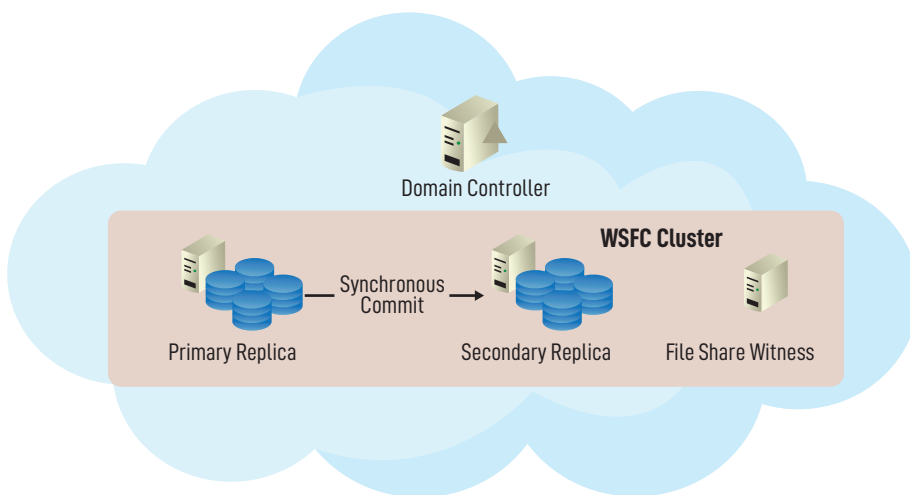 Domain Controller
WSFC Cluster
Synchronous
Commit
Primary Replica
Secondary Replica
File Share Witness